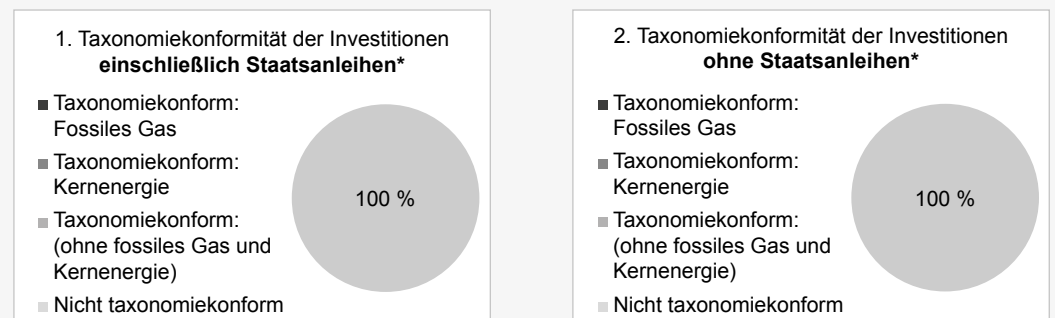 1. Taxonomiekonformität der Investitionen
einschließlich Staatsanleihen*
Taxonomiekonform:
Fossiles Gas
Taxonomiekonform:
Kernenergie
Taxonomiekonform:
(ohne fossiles Gas und
Kernenergie)
Nicht taxonomiekonform
100 %
2. Taxonomiekonformität der Investitionen
ohne Staatsanleihen*
Taxonomiekonform:
Fossiles Gas
Taxonomiekonform:
Kernenergie
Taxonomiekonform:
(ohne fossiles Gas und
Kernenergie)
Nicht taxonomiekonform
100 %